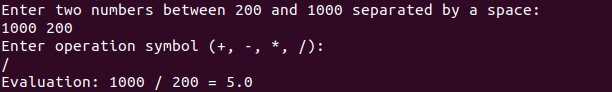 Enter two numbers between 200 and 1000 separated by a space:
1000 200
Enter operation symbol (+, -, *, /):
/
Evaluation: 1000 / 200 = 5.0